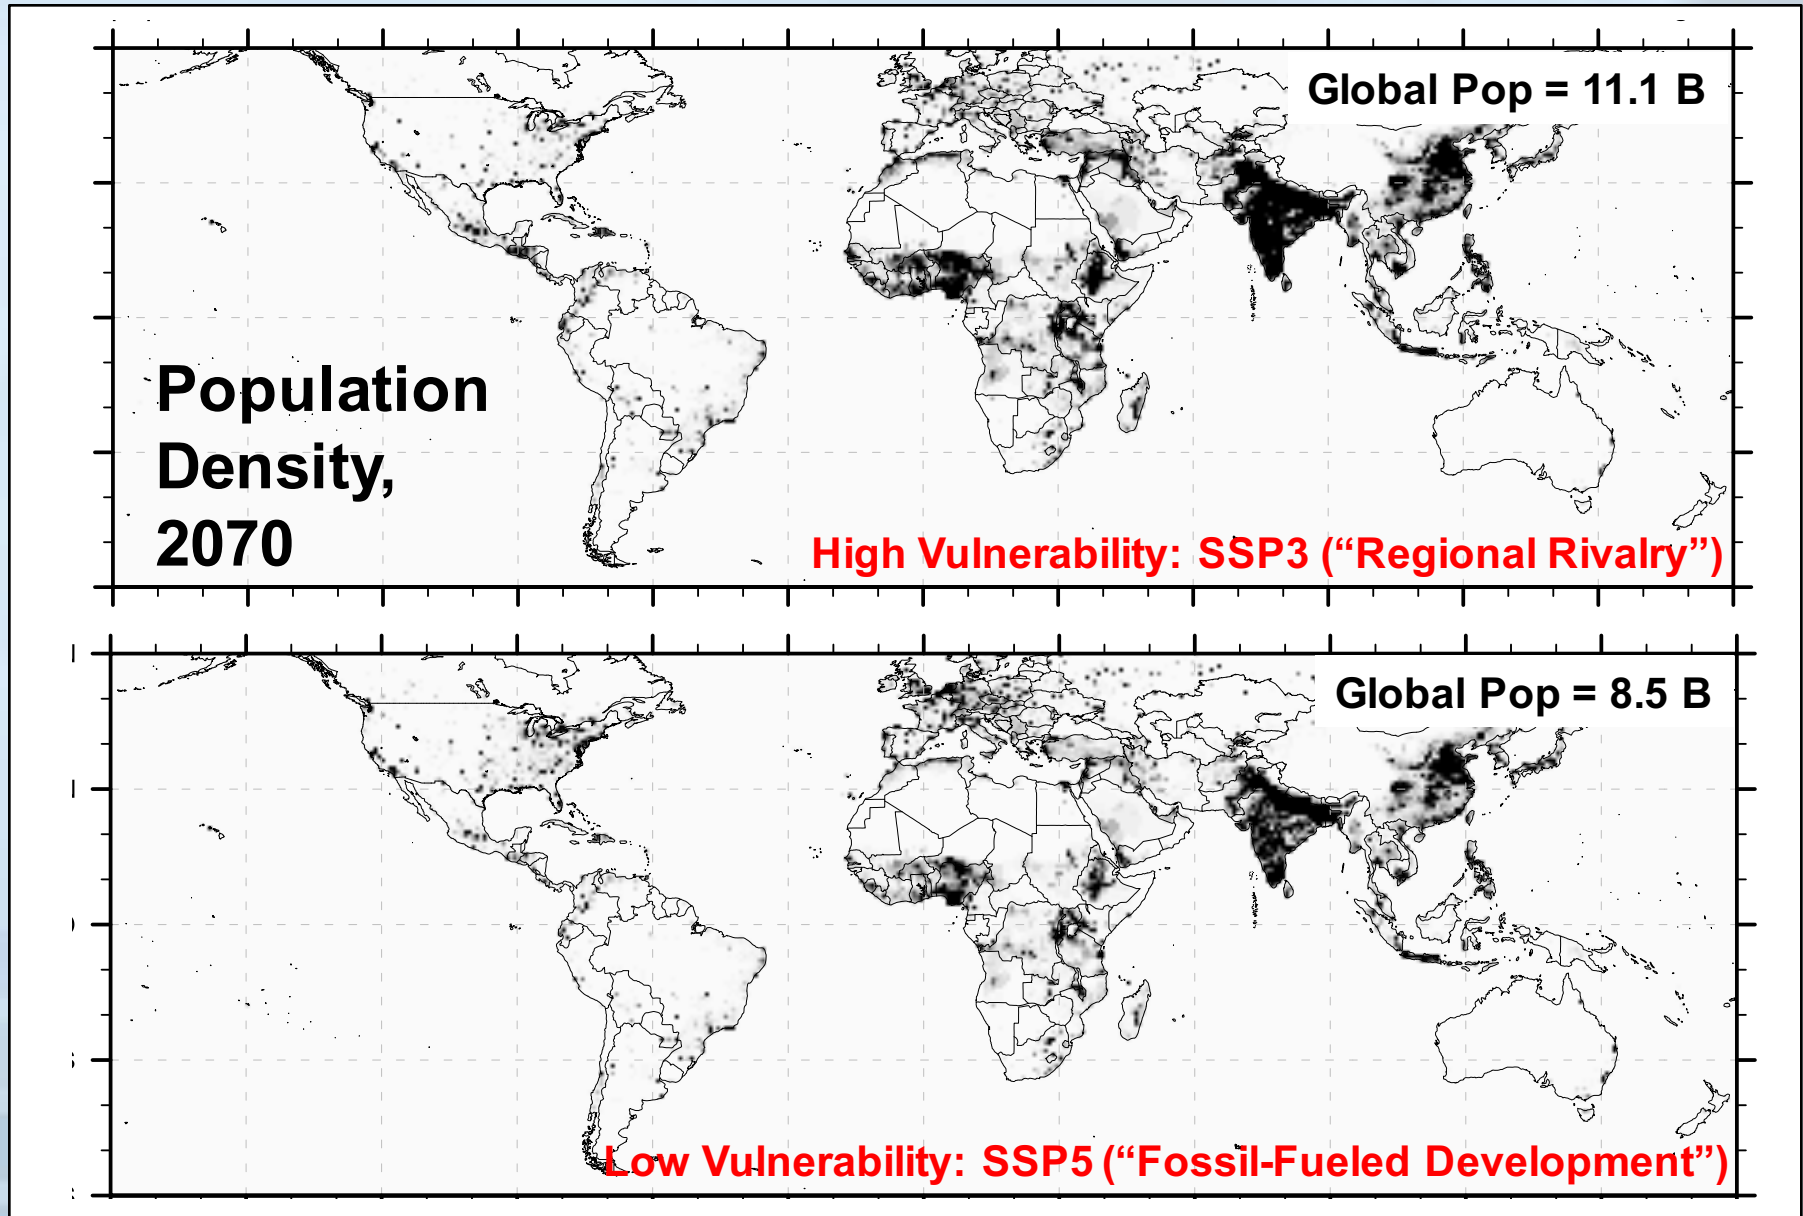 Global Pop = 11.1 B
Population
Density,
2070
High Vulnerability: SSP3 (“Regional Rivalry”)
Global Pop = 8.5 B
Low Vulnerability: SSP5 (“Fossil-Fueled Development”)